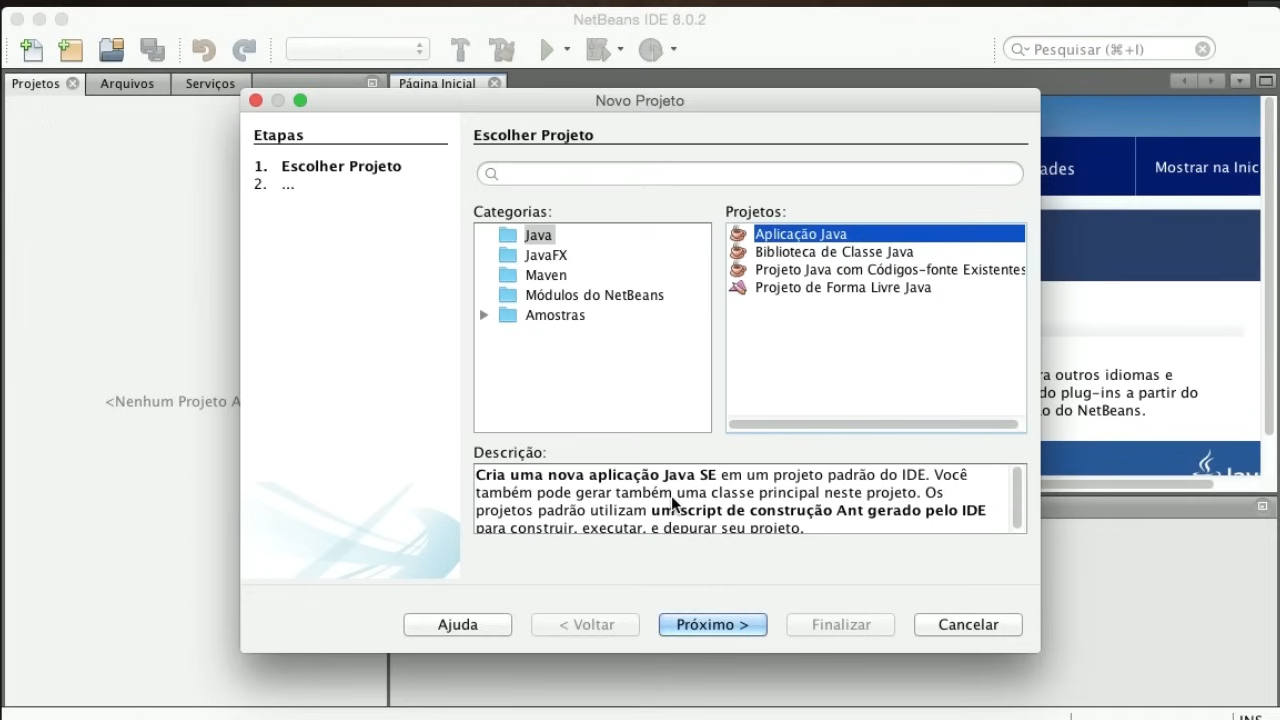 NetBeans IDE 8.0.2
Pesquisar (⌘+I)
Projetos
Arquivos
Serviços
Página Inicial
Novo Projeto
Etapas
1. Escolher Projeto
2. ...
Escolher Projeto
Categorias:
Java
JavaFX
Maven
Módulos do NetBeans
Amostras
Projetos:
Aplicação Java
Biblioteca de Classe Java
Projeto Java com Códigos-fonte Existentes
Projeto de Forma Livre Java
Descrição:
Cria uma nova aplicação Java SE em um projeto padrão do IDE. Você
também pode gerar também uma classe principal neste projeto. Os
projetos padrão utilizam um script de construção Ant gerado pelo IDE
para construir, executar, e depurar seu projeto.
Ajuda
< Voltar
Próximo >
Finalizar
Cancelar
<Nenhum Projeto A
ades
Mostrar na Inic
ra outros idiomas e
do plug-ins a partir do
o do NetBeans.
Java
INS